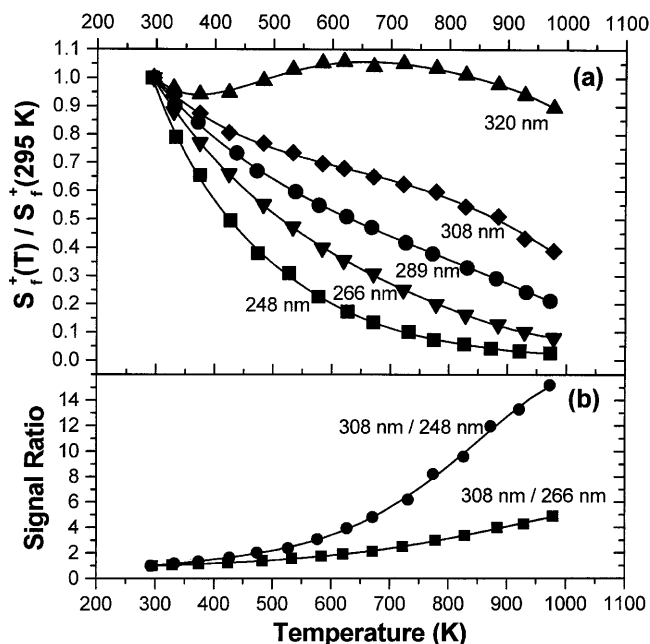 200 300 400 500 600 700 800 900 1000 1100
1.1
1.0
0.9
0.8
0.7
0.6
0.5
0.4
0.3
0.2
0.1
0.0
S_f^+(T) / S_f^+(295 K)
(a)
320 nm
308 nm
289 nm
266 nm
248 nm
14
12
10
8
6
4
2
0
Signal Ratio
(b)
308 nm / 248 nm
308 nm / 266 nm
200 300 400 500 600 700 800 900 1000 1100
Temperature (K)